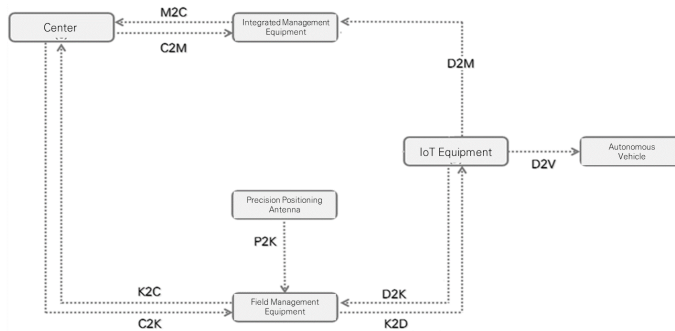 M2C
Center
Integrated Management
Equipment
C2M
D2M
IoT Equipment
Autonomous
Vehicle
D2V
Precision Positioning
Antenna
P2K
K2C
D2K
Field Management
Equipment
C2K
K2D